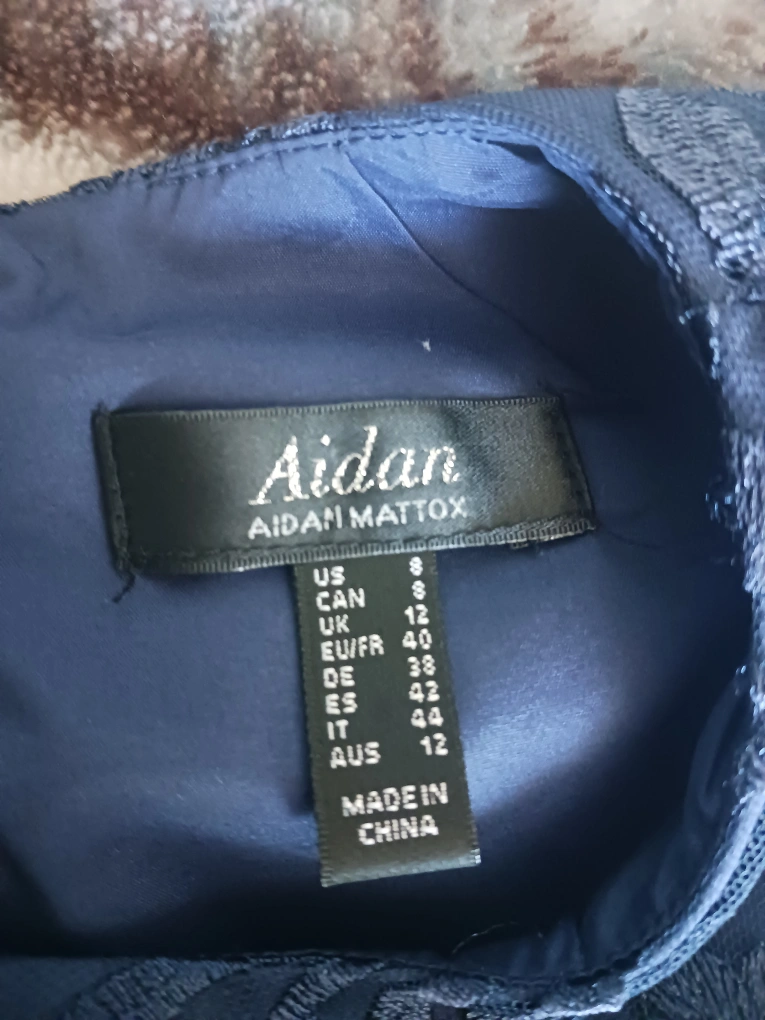 Aidan
AIDAN MATTOX
US 8
CAN 8
UK 12
EU/FR 40
DE 38
ES 42
IT 44
AUS 12
MADE IN
CHINA